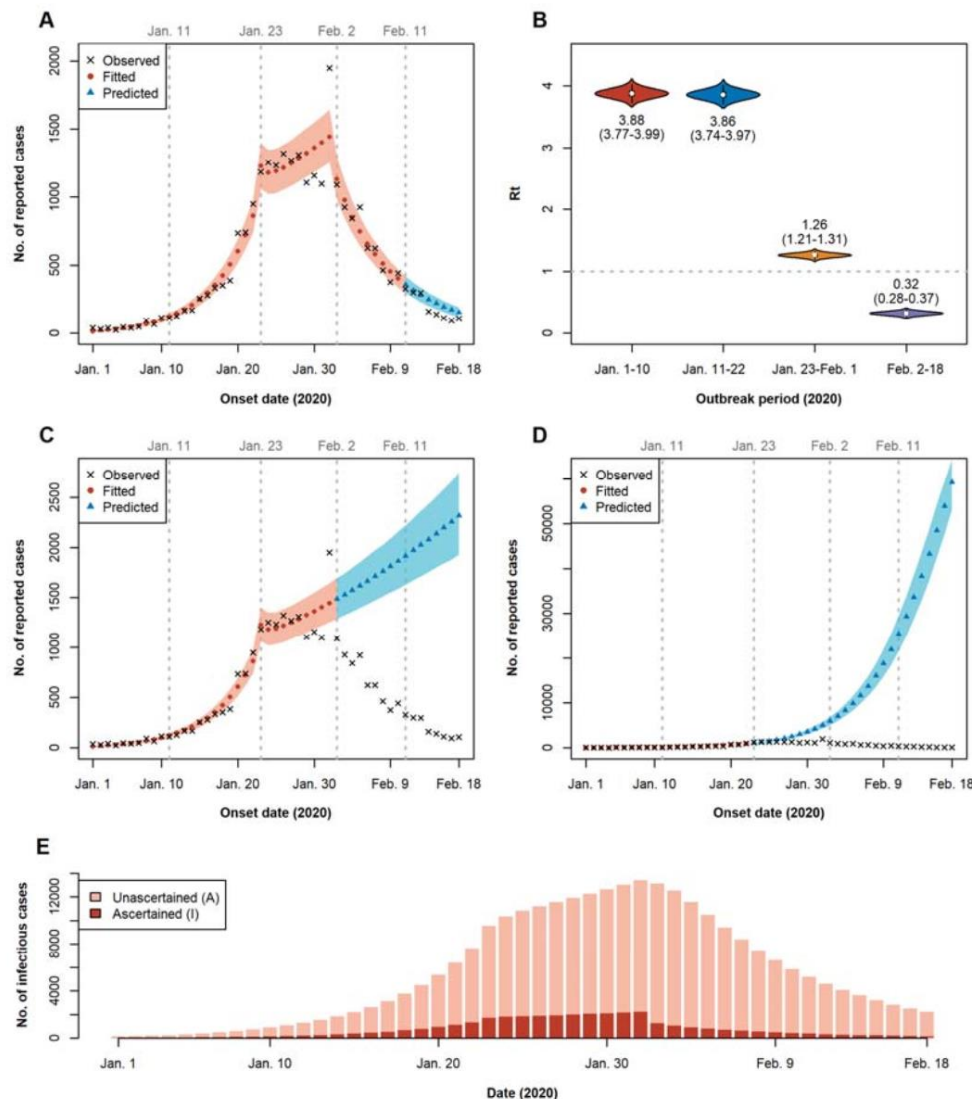 A
Jan. 11
Jan. 23
Feb. 2
Feb. 11
× Observed
Fitted
Predicted
No. of reported cases
2000
1500
1000
500
0
Jan. 1
Jan. 10
Jan. 20
Jan. 30
Feb. 9
Feb. 18
Onset date (2020)
B
Rt
4
3
2
1
0
3.88
(3.77-3.99)
3.86
(3.74-3.97)
1.26
(1.21-1.31)
0.32
(0.28-0.37)
Jan. 1-10
Jan. 11-22
Jan. 23-Feb. 1
Feb. 2-18
Outbreak period (2020)
C
Jan. 11
Jan. 23
Feb. 2
Feb. 11
× Observed
Fitted
Predicted
No. of reported cases
2500
2000
1500
1000
500
0
Jan. 1
Jan. 10
Jan. 20
Jan. 30
Feb. 9
Feb. 18
Onset date (2020)
D
Jan. 11
Jan. 23
Feb. 2
Feb. 11
× Observed
Fitted
Predicted
No. of reported cases
50000
30000
10000
0
Jan. 1
Jan. 10
Jan. 20
Jan. 30
Feb. 9
Feb. 18
Onset date (2020)
E
Unascertained (A)
Ascertained (I)
No. of infectious cases
12000
8000
4000
0
Jan. 1
Jan. 10
Jan. 20
Jan. 30
Feb. 9
Feb. 18
Date (2020)